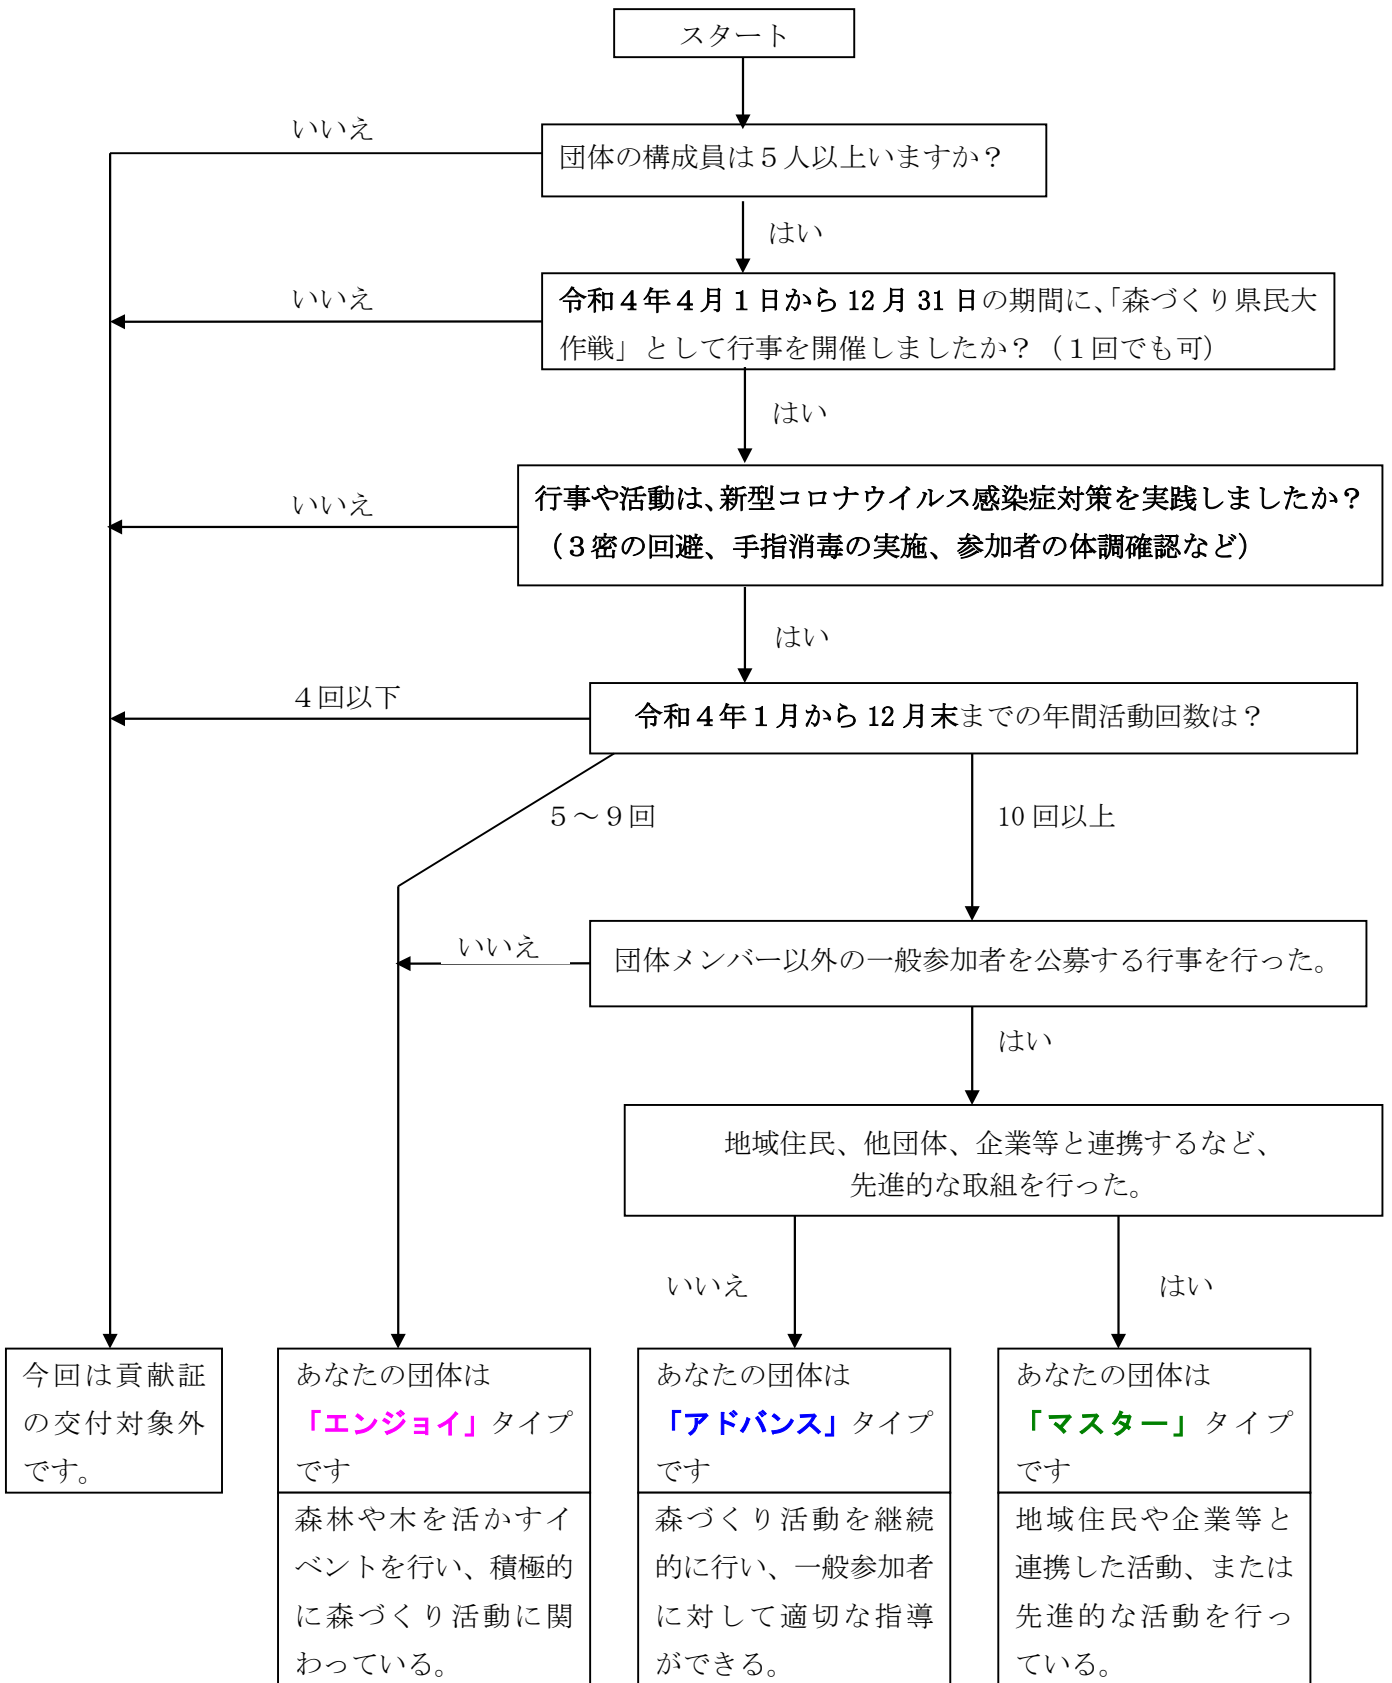 スタート
いいえ
団体の構成員は５人以上いますか？
はい
いいえ
令和４年４月１日から 12 月 31 日の期間に、「森づくり県民大
作戦」として行事を開催しましたか？（１回でも可）
はい
いいえ
行事や活動は、新型コロナウイルス感染症対策を実践しましたか？
（３密の回避、手指消毒の実施、参加者の体調確認など）
はい
４回以下
令和４年１月から 12 月末までの年間活動回数は？
５～９回
10 回以上
いいえ
団体メンバー以外の一般参加者を公募する行事を行った。
はい
地域住民、他団体、企業等と連携するなど、
先進的な取組を行った。
いいえ
はい
今回は貢献証
の交付対象外
です。
あなたの団体は
「エンジョイ」タイプ
です
森林や木を活かすイ
ベントを行い、積極的
に森づくり活動に関
わっている。
あなたの団体は
「アドバンス」タイプ
です
森づくり活動を継続
的に行い、一般参加者
に対して適切な指導
ができる。
あなたの団体は
「マスター」タイプ
です
地域住民や企業等と
連携した活動、または
先進的な活動を行っ
ている。